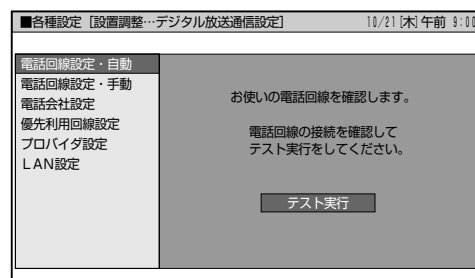 ■各種設定［設置調整…デジタル放送通信設定］ 10/21[木]午前 9:00
電話回線設定・自動
電話回線設定・手動
電話会社設定
優先利用回線設定
プロバイダ設定
ＬＡＮ設定
お使いの電話回線を確認します。
電話回線の接続を確認して
テスト実行をしてください。
テスト実行